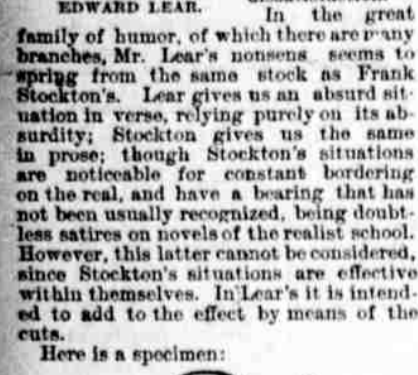 EDWARD LEAR.
In the great
family of humor, of which there are many
branches, Mr. Lear's nonsens seems to
spring from the same stock as Frank
Stockton's. Lear gives us an absurd sit-
uation in verse, relying purely on its ab-
surdity; Stockton gives us the same
in prose; though Stockton's situations
are noticeable for constant bordering
on the real, and have a bearing that has
not been usually recognized, being doubt-
less satires on novels of the realist school.
However, this latter cannot be considered,
since Stockton's situations are effective
within themselves. In Lear's it is intend-
ed to add to the effect by means of the
cuts.
Here is a specimen: